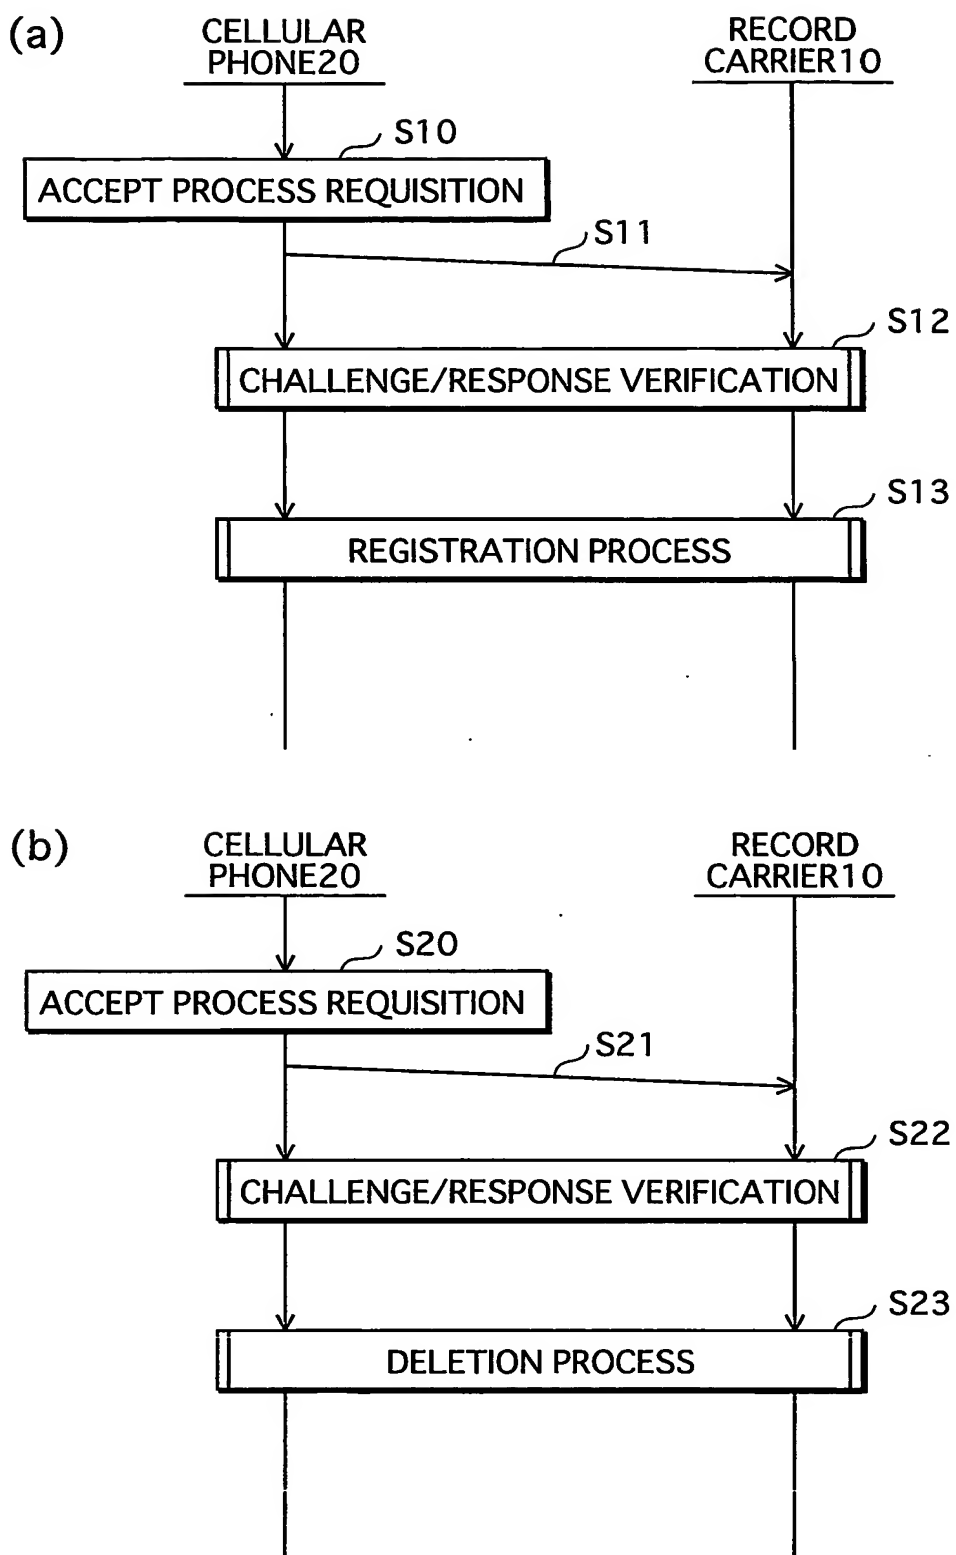 (a)
CELLULAR
PHONE20
RECORD
CARRIER10
S10
ACCEPT PROCESS REQUISITION
S11
S12
CHALLENGE/RESPONSE VERIFICATION
S13
REGISTRATION PROCESS
(b)
CELLULAR
PHONE20
RECORD
CARRIER10
S20
ACCEPT PROCESS REQUISITION
S21
S22
CHALLENGE/RESPONSE VERIFICATION
S23
DELETION PROCESS